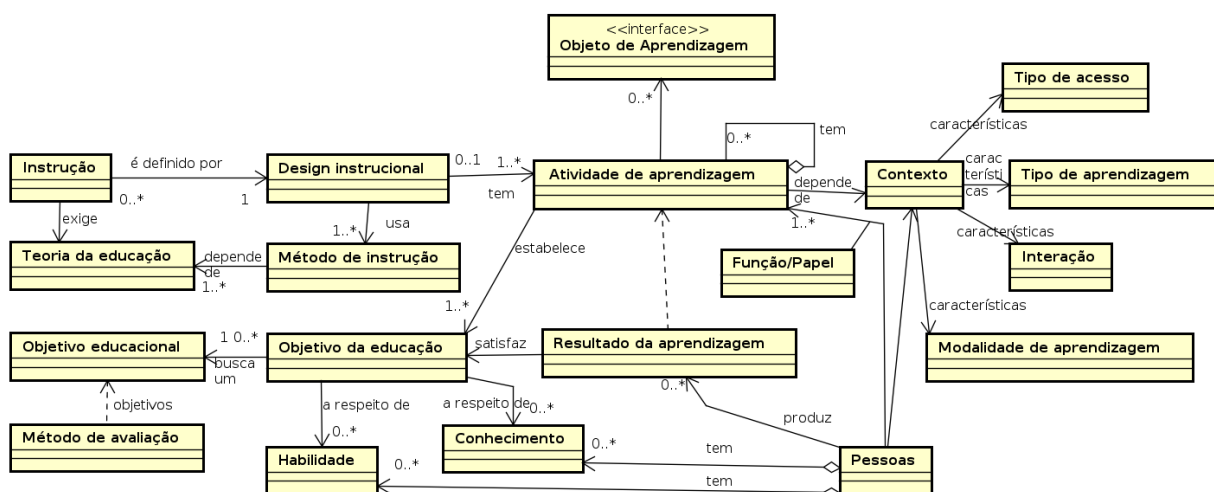 <<interface>>
Objeto de Aprendizagem
0..*
Tipo de acesso
características
0..*
tem
Instrução
é definido por
0..*
1
Design instrucional
0..1
1..*
tem
Atividade de aprendizagem
depende
de
1..*
Contexto
carac
terísti
cas
Tipo de aprendizagem
exige
usa
1..*
características
Teoria da educação
depende
de
1..*
Método de instrução
estabelece
Função/Papel
Interação
1..*
características
Objetivo educacional
1 0..*
busca
um
Objetivo da educação
satisfaz
Resultado da aprendizagem
0..*
Modalidade de aprendizagem
objetivos
a respeito de
0..*
a respeito de
0..*
produz
Método de avaliação
Conhecimento
0..*
tem
Habilidade
0..*
tem
Pessoas